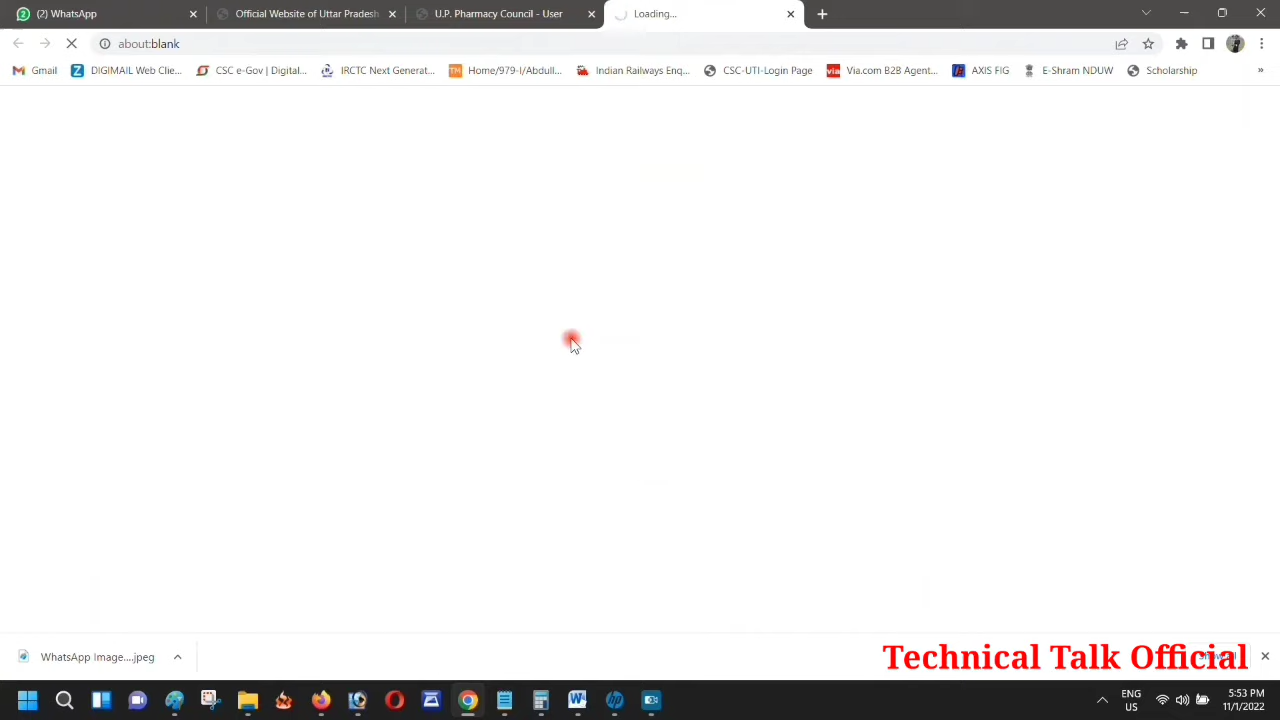 (2) WhatsApp
Official Website of Uttar Pradesh
U.P. Pharmacy Council - User
Loading...
about:blank
Gmail
DIGIMAIL Web Clie...
CSC e-Gov | Digital...
IRCTC Next Generat...
Home/979-I/Abdull...
Indian Railways Enq...
CSC-UTI-Login Page
Via.com B2B Agent...
AXIS FIG
E-Shram NDUW
Scholarship
»
WhatsApp Image....jpeg
Technical Talk Official
ENG
US
5:53 PM
11/1/2022